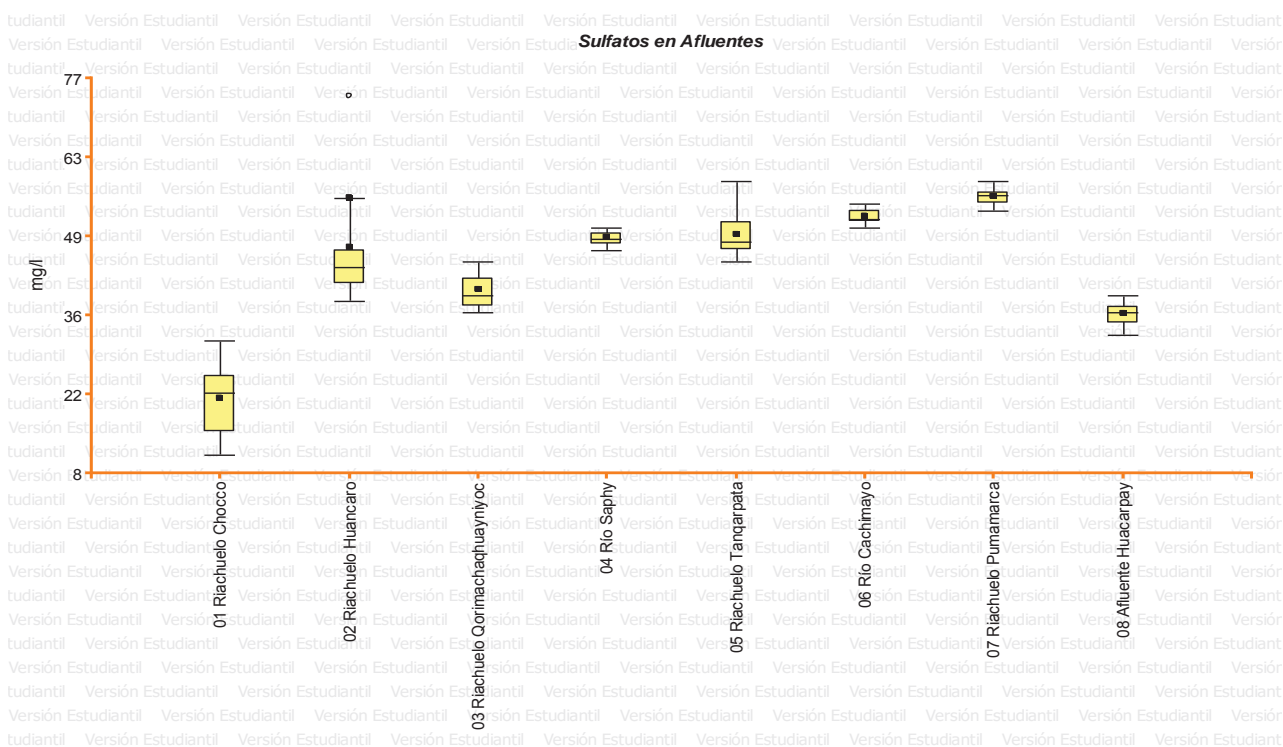 Sulfatos en Afluentes
77
63
49
36
22
8
mg/l
01 Riachuelo Chocco
02 Riachuelo Huancaro
03 Riachuelo Qorimachaqhuayniyoc
04 Río Saphy
05 Riachuelo Tanqarpata
06 Río Cachimayo
07 Riachuelo Pumamarca
08 Afluente Huacarpay
Versión Estudiantil